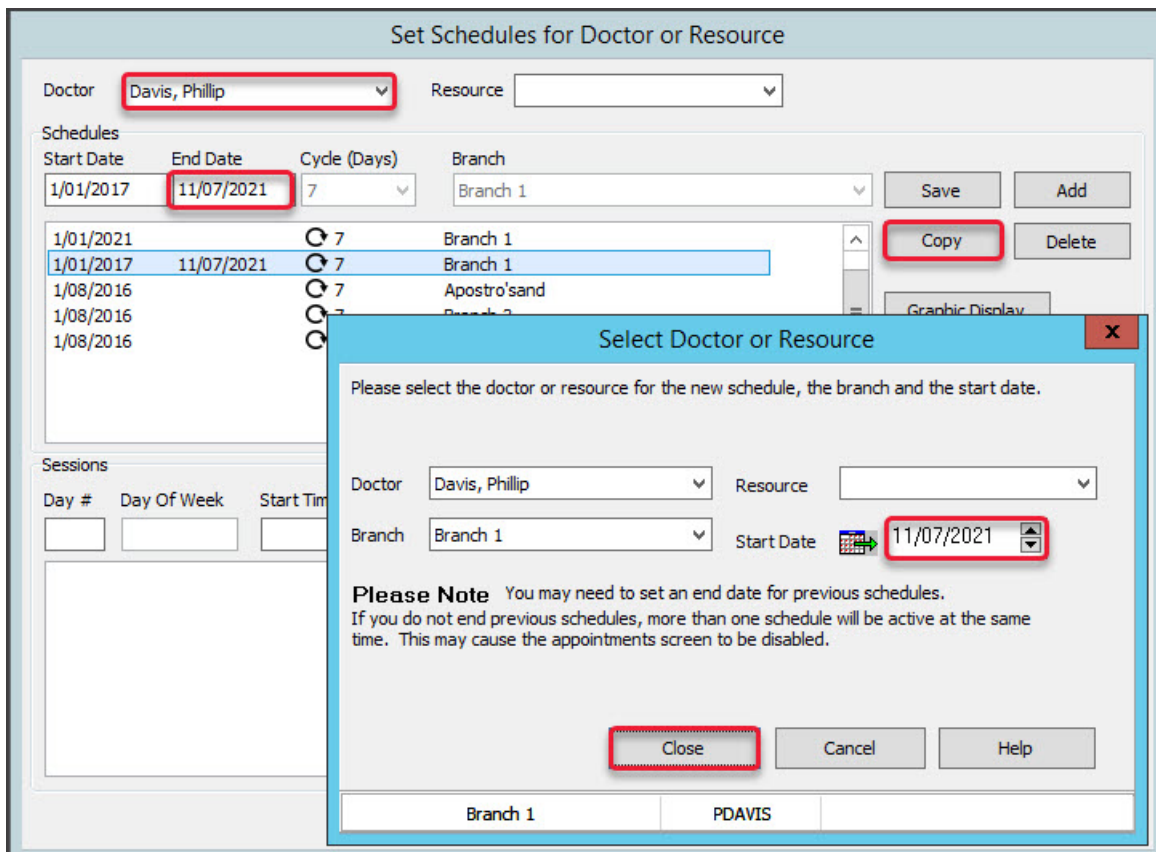 Set Schedules for Doctor or Resource
Doctor Davis, Phillip Resource
Schedules
Start Date End Date Cycle (Days) Branch
1/01/2017 11/07/2021 7 Branch 1 Save Add
1/01/2021 7 Branch 1 Copy Delete
1/01/2017 11/07/2021 7 Branch 1
1/08/2016 7 Apostro'sand
Graphic Display
1/08/2016 7
1/08/2016
Sessions
Day # Day Of Week Start Tim
Select Doctor or Resource
x
Please select the doctor or resource for the new schedule, the branch and the start date.
Doctor Davis, Phillip Resource
Branch Branch 1 Start Date 11/07/2021
Please Note You may need to set an end date for previous schedules.
If you do not end previous schedules, more than one schedule will be active at the same
time. This may cause the appointments screen to be disabled.
Close Cancel Help
Branch 1 PDAVIS